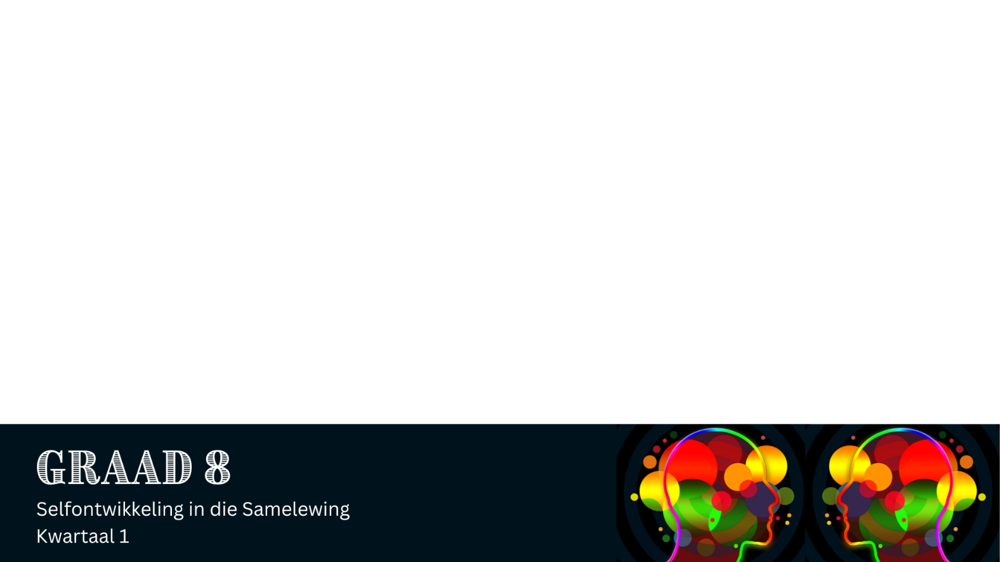 GRAAD 8
Selfontwikkeling in die Samelewing
Kwartaal 1